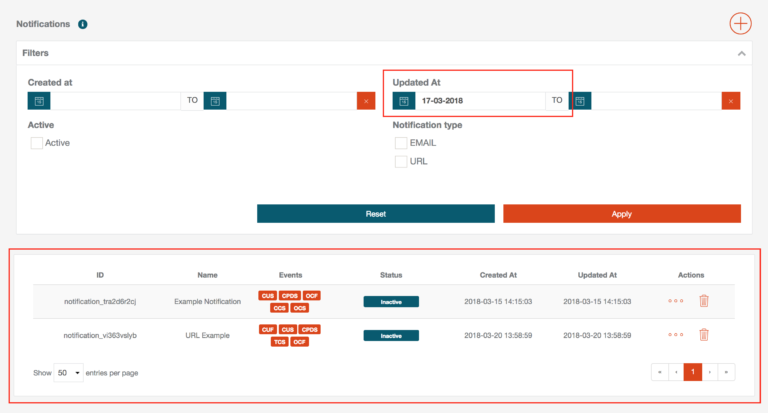 Notifications
Filters
Created at
Updated At
TO
17-03-2018
TO
Active
Notification type
Active
EMAIL
URL
Reset
Apply
ID Name Events Status Created At Updated At Actions
notification_tra2d6r2cj Example Notification CUS CPDS OCF Inactive 2018-03-15 14:15:03 2018-03-15 14:15:03
CCS OCS
notification_vi363vslyb URL Example CUF CUS CPDS Inactive 2018-03-20 13:58:59 2018-03-20 13:58:59
TCS OCF
Show 50 entries per page
« ‹ 1 › »